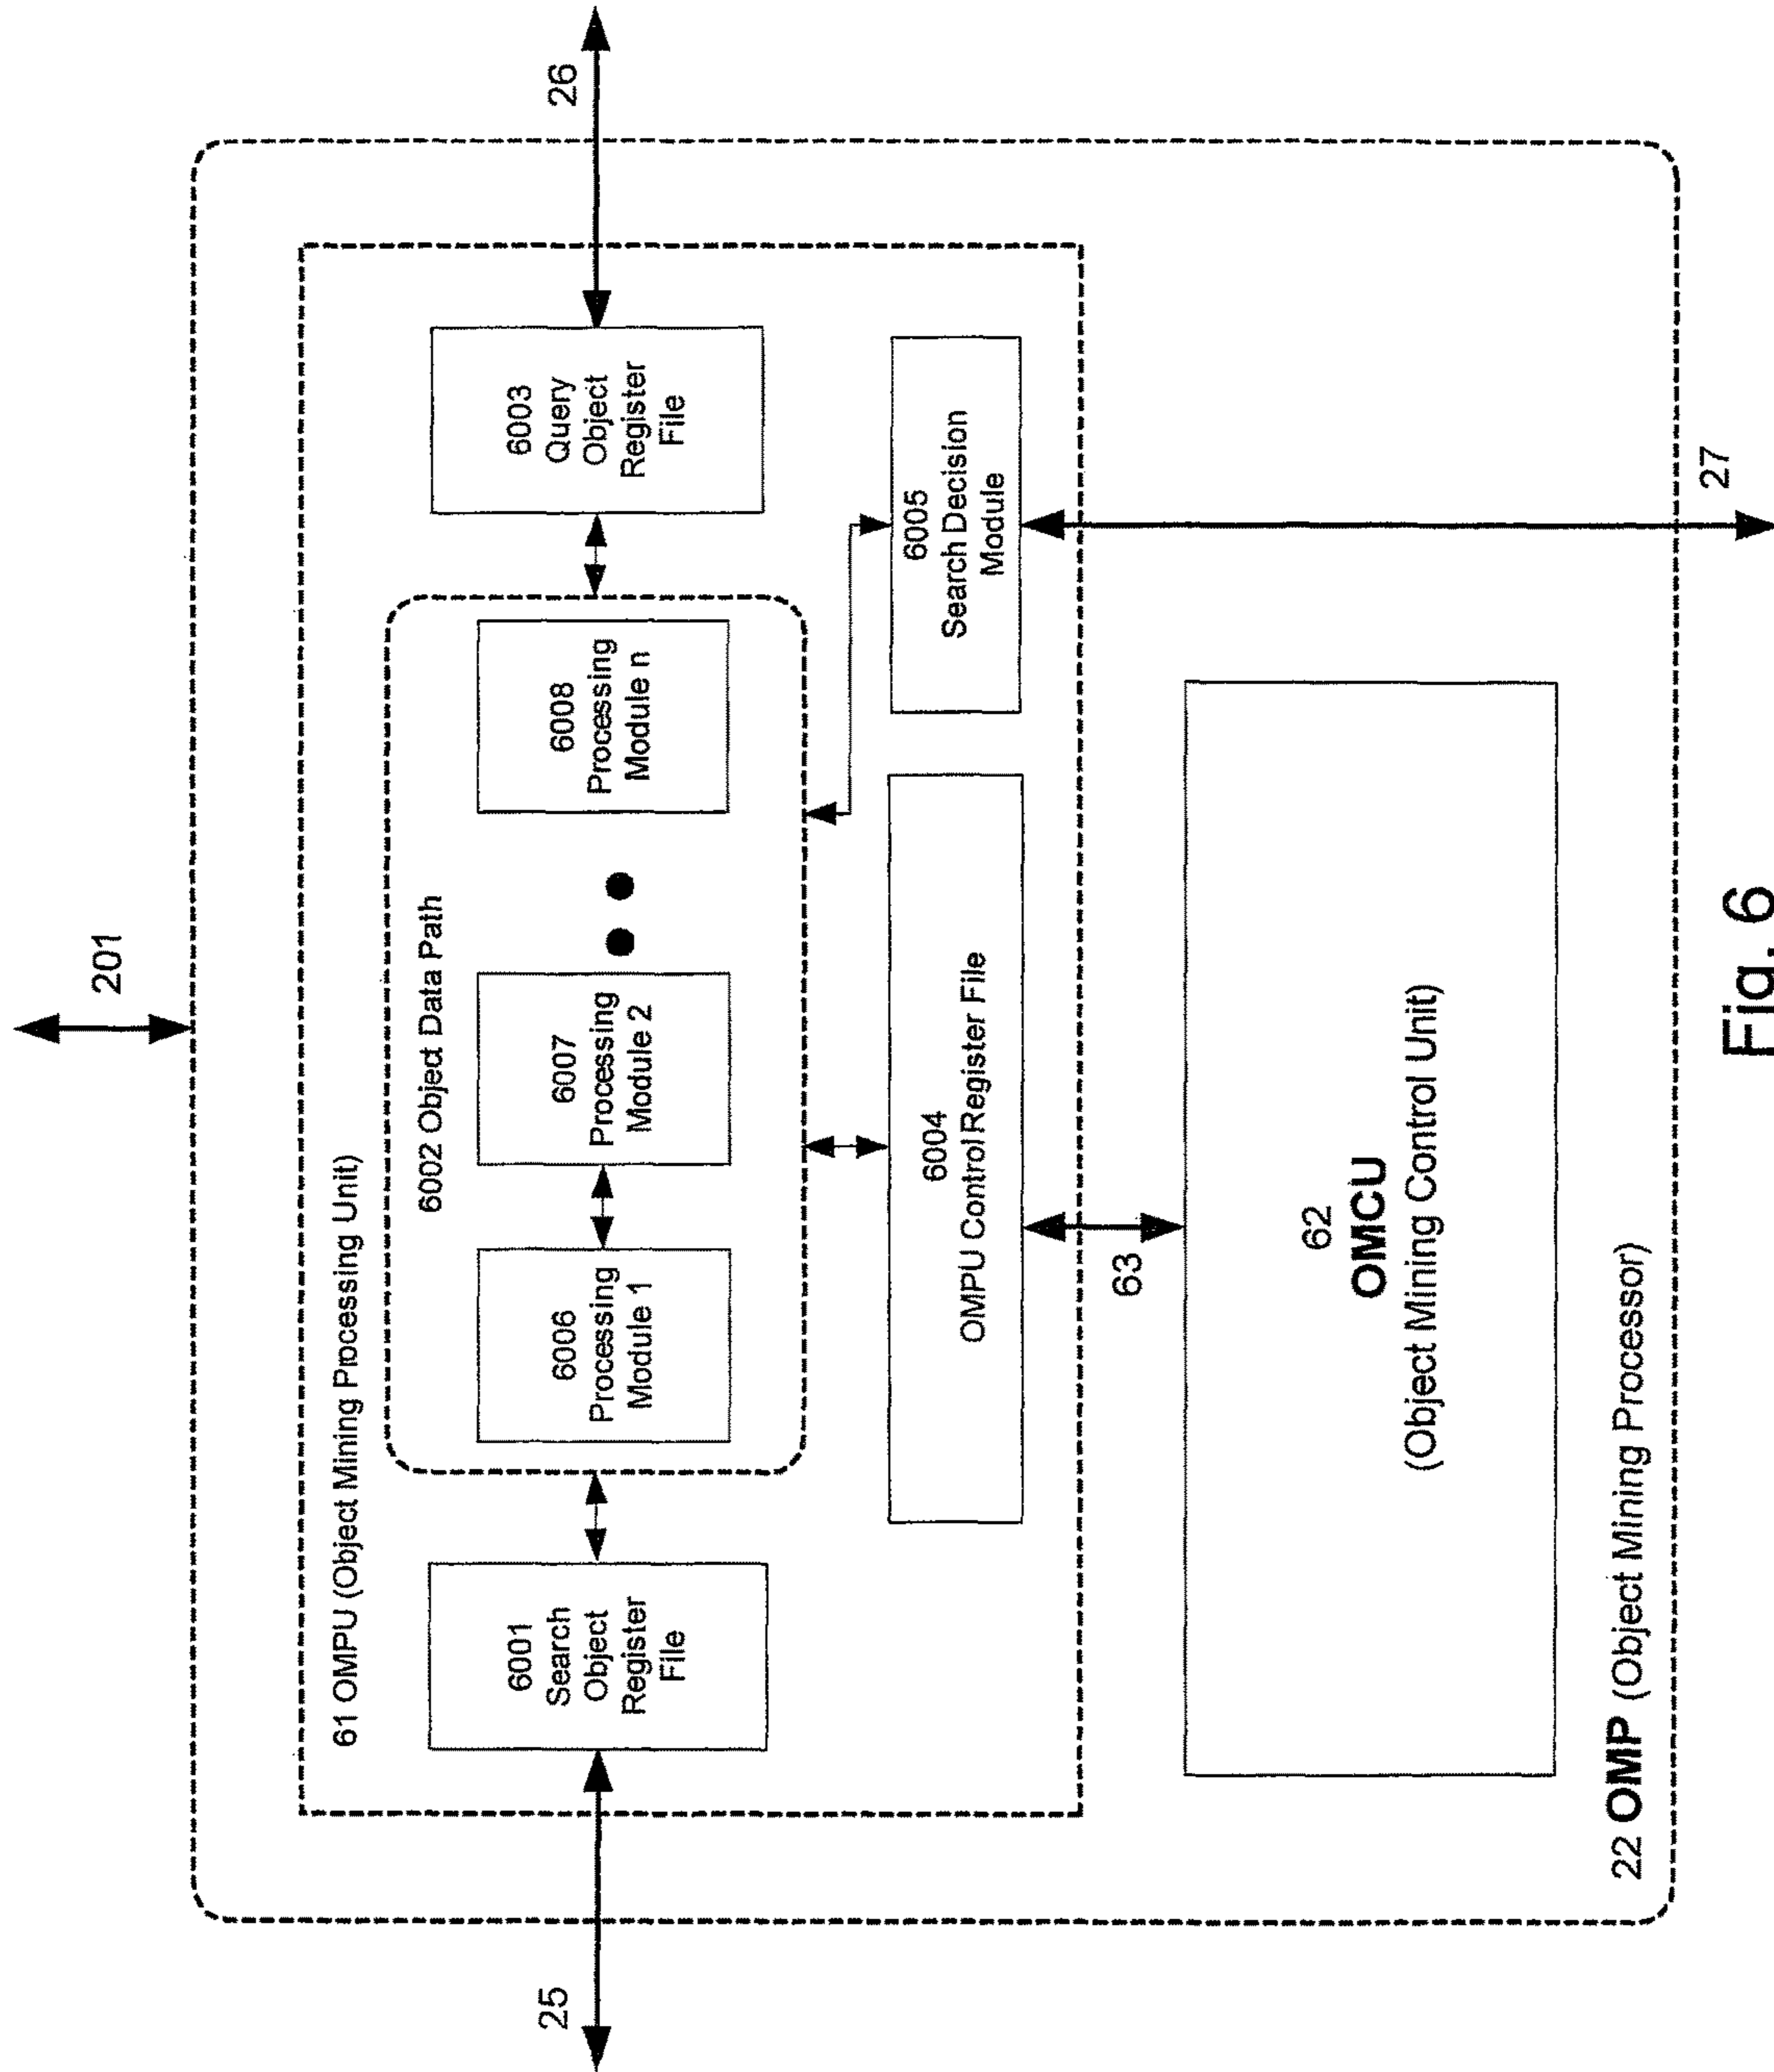 201
61 OMPU (Object Mining Processing Unit)
6002 Object Data Path
25
6001
Search
Object
Register
File
6006
Processing
Module 1
6007
Processing
Module 2
6008
Processing
Module n
6003
Query
Object
Register
File
26
6004
OMPU Control Register File
6005
Search Decision
Module
63
62
OMCU
(Object Mining Control Unit)
22 OMP (Object Mining Processor)
27
Fig. 6